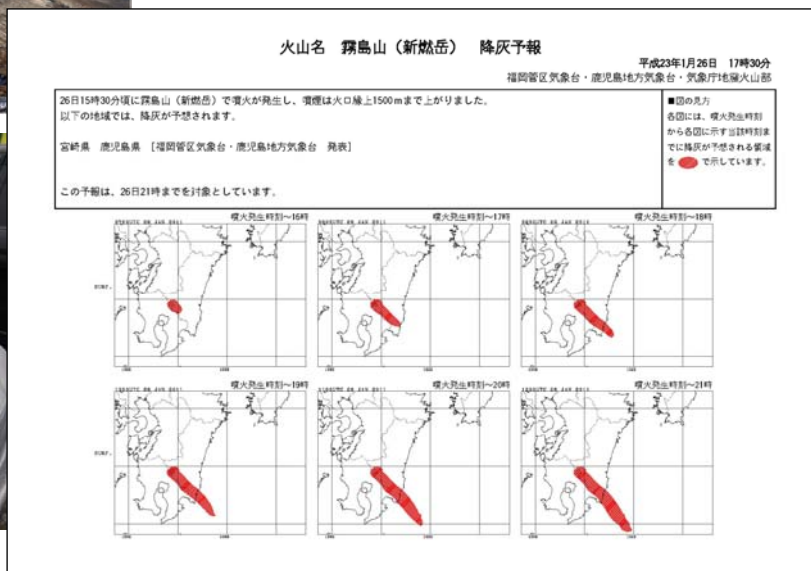 火山名 霧島山（新燃岳） 降灰予報
平成23年1月26日 17時30分
福岡管区気象台・鹿児島地方気象台・気象庁地震火山部
26日15時30分頃に霧島山（新燃岳）で噴火が発生し、噴煙は火口縁上1500mまで上がりました。
以下の地域では、降灰が予想されます。
宮崎県 鹿児島県 ［福岡管区気象台・鹿児島地方気象台 発表］
この予報は、26日21時までを対象としています。
■図の見方
各図には、噴火発生時刻
から各図に示す当該時刻ま
でに降灰が予想される領域
を で示しています。
噴火発生時刻～16時
噴火発生時刻～17時
噴火発生時刻～18時
噴火発生時刻～19時
噴火発生時刻～20時
噴火発生時刻～21時